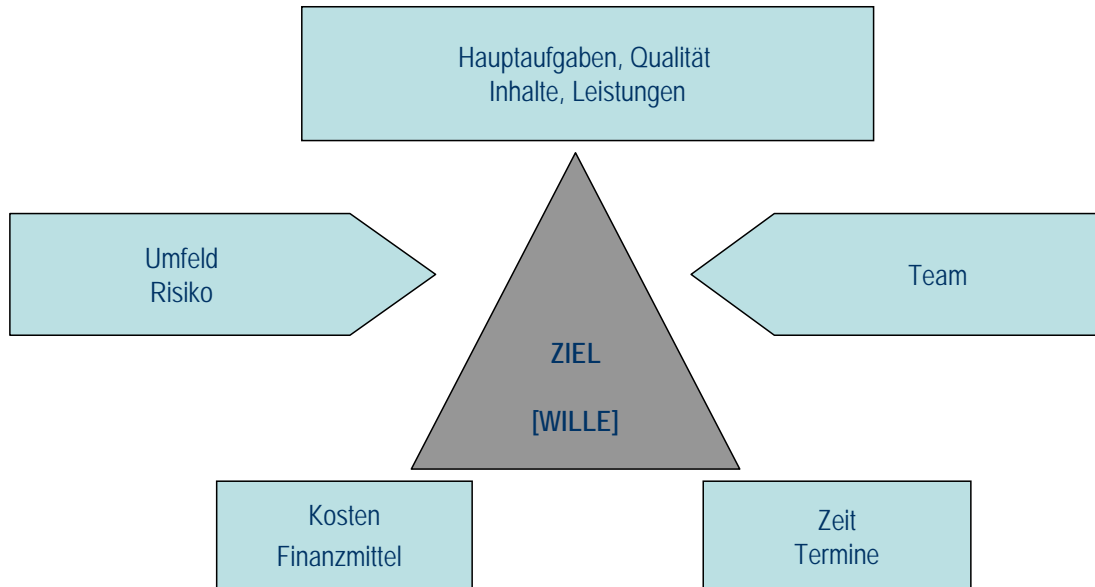 Hauptaufgaben, Qualität
Inhalte, Leistungen
Umfeld
Risiko
Team
ZIEL
[WILLE]
Kosten
Finanzmittel
Zeit
Termine